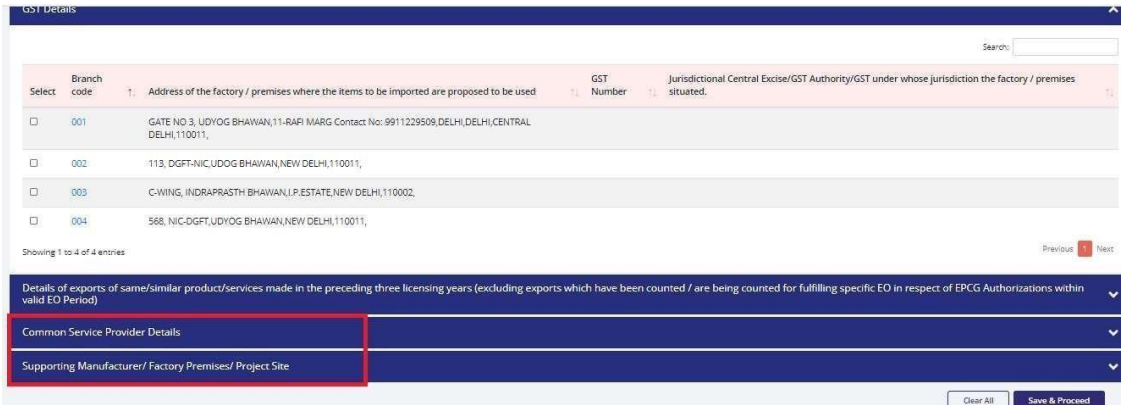 GST Details
Search:
Select
Branch
code
Address of the factory / premises where the items to be imported are proposed to be used
GST
Number
Jurisdictional Central Excise/GST Authority/GST under whose jurisdiction the factory / premises
situated.
001
GATE NO 3, UDYOG BHAWAN,11-RAFI MARG Contact No: 9911229509,DELHI,DELHI,CENTRAL
DELHI,110011,
002
113, DGFT-NIC,UDOG BHAWAN,NEW DELHI,110011,
003
C-WING, INDRAPRASTH BHAWAN,I.P.ESTATE,NEW DELHI,110002,
004
568, NIC-DGFT,UDYOG BHAWAN,NEW DELHI,110011,
Showing 1 to 4 of 4 entries
Previous 1 Next
Details of exports of same/similar product/services made in the preceding three licensing years (excluding exports which have been counted / are being counted for fulfilling specific EO in respect of EPCG Authorizations within
valid EO Period)
Common Service Provider Details
Supporting Manufacturer/ Factory Premises/ Project Site
Clear All
Save & Proceed